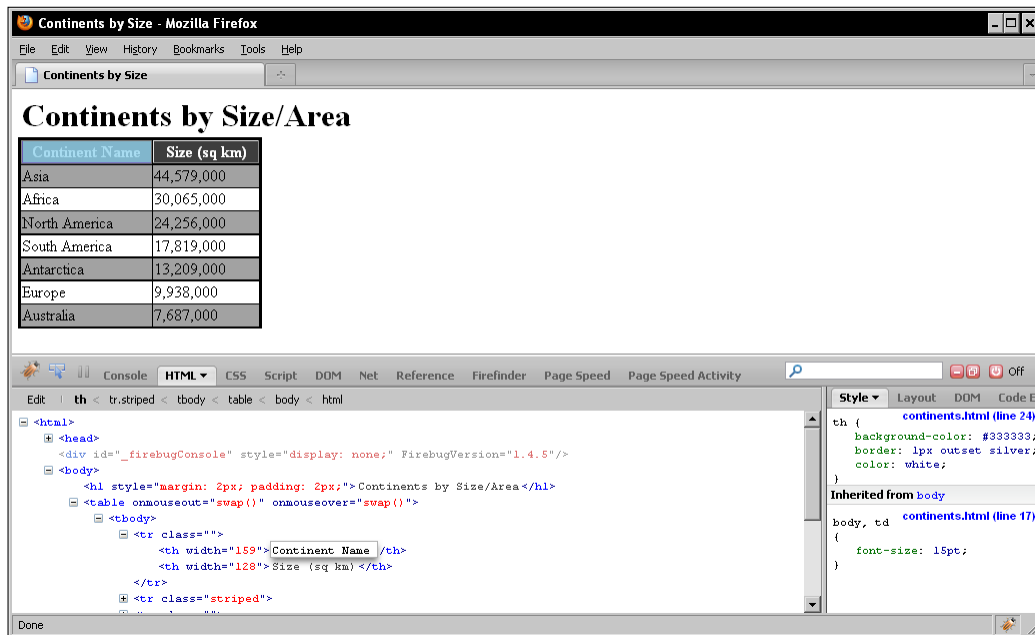 Continents by Size - Mozilla Firefox
File Edit View History Bookmarks Tools Help
Continents by Size
Continents by Size/Area
Continent Name Size (sq km)
Asia 44,579,000
Africa 30,065,000
North America 24,256,000
South America 17,819,000
Antarctica 13,209,000
Europe 9,938,000
Australia 7,687,000
Console HTML CSS Script DOM Net Reference Firefinder Page Speed Page Speed Activity Off
Edit th < tr.striped < tbody < table < body < html
Style Layout DOM Code E
<html>
<head>
<div id="_firebugConsole" style="display: none;" FirebugVersion="1.4.5"/>
<body>
<h1 style="margin: 2px; padding: 2px;">Continents by Size/Area</h1>
<table onmouseout="swap()" onmouseover="swap()">
<tbody>
<tr class="">
<th width="159">Continent Name /th>
<th width="128">Size (sq km)</th>
</tr>
<tr class="striped">
continents.html (line 24)
th {
background-color: #333333;
border: 1px outset silver;
color: white;
}
Inherited from body
continents.html (line 17)
body, td
{
font-size: 15pt;
}
Done